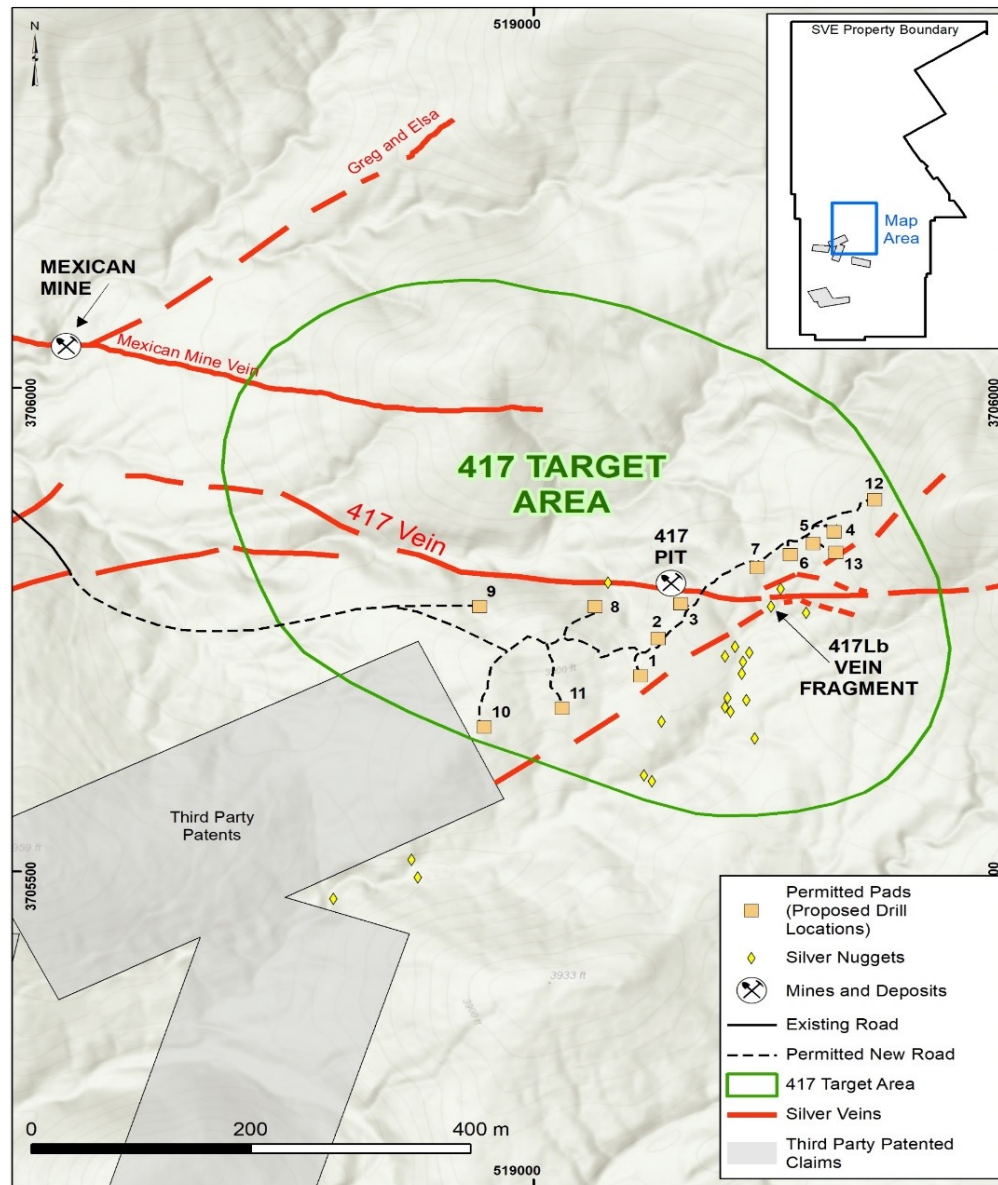 519000
N
SVE Property Boundary
Map
Area
Greg and Elsa
MEXICAN
MINE
Mexican Mine Vein
3706000
3706000
417 TARGET
AREA
417 Vein
417
PIT
12
5
4
7
6
13
9
8
3
2
1
417Lb
VEIN
FRAGMENT
11
10
Third Party
Patents
3705500
3933 ft
Permitted Pads
(Proposed Drill
Locations)
Silver Nuggets
Mines and Deposits
Existing Road
Permitted New Road
417 Target Area
Silver Veins
Third Party Patented
Claims
0
200
400 m
519000